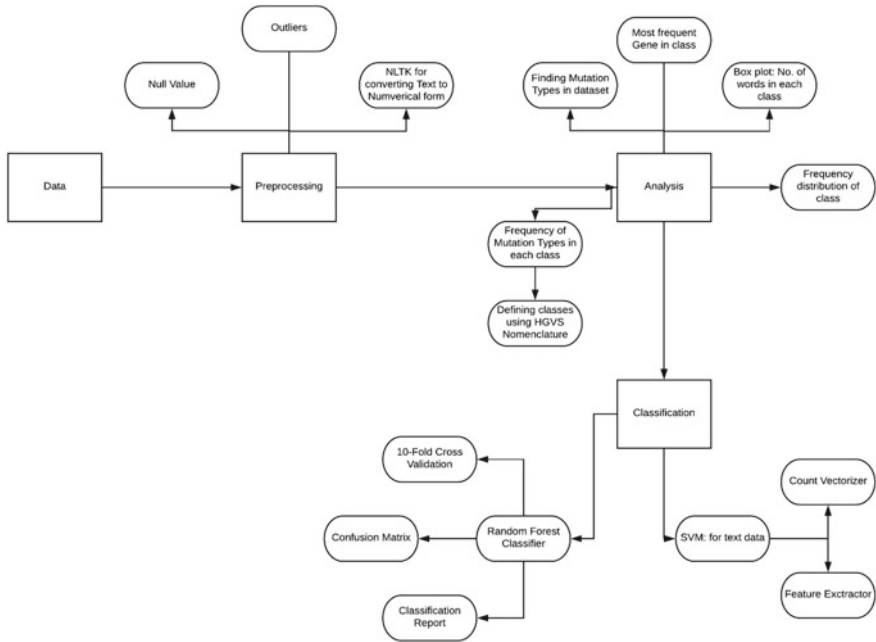 Outliers
Most frequent
Gene in class
Null Value
NLTK for
converting Text to
Numverical form
Finding Mutation
Types in dataset
Box plot: No. of
words in each
class
Data
Preprocessing
Analysis
Frequency
distribution of
class
Frequency of
Mutation Types in
each class
Defining classes
using HGVS
Nomenclature
Classification
10-Fold Cross
Validation
Count Vectorizer
Confusion Matrix
Random Forest
Classifier
SVM: for text data
Classification
Report
Feature Exctractor